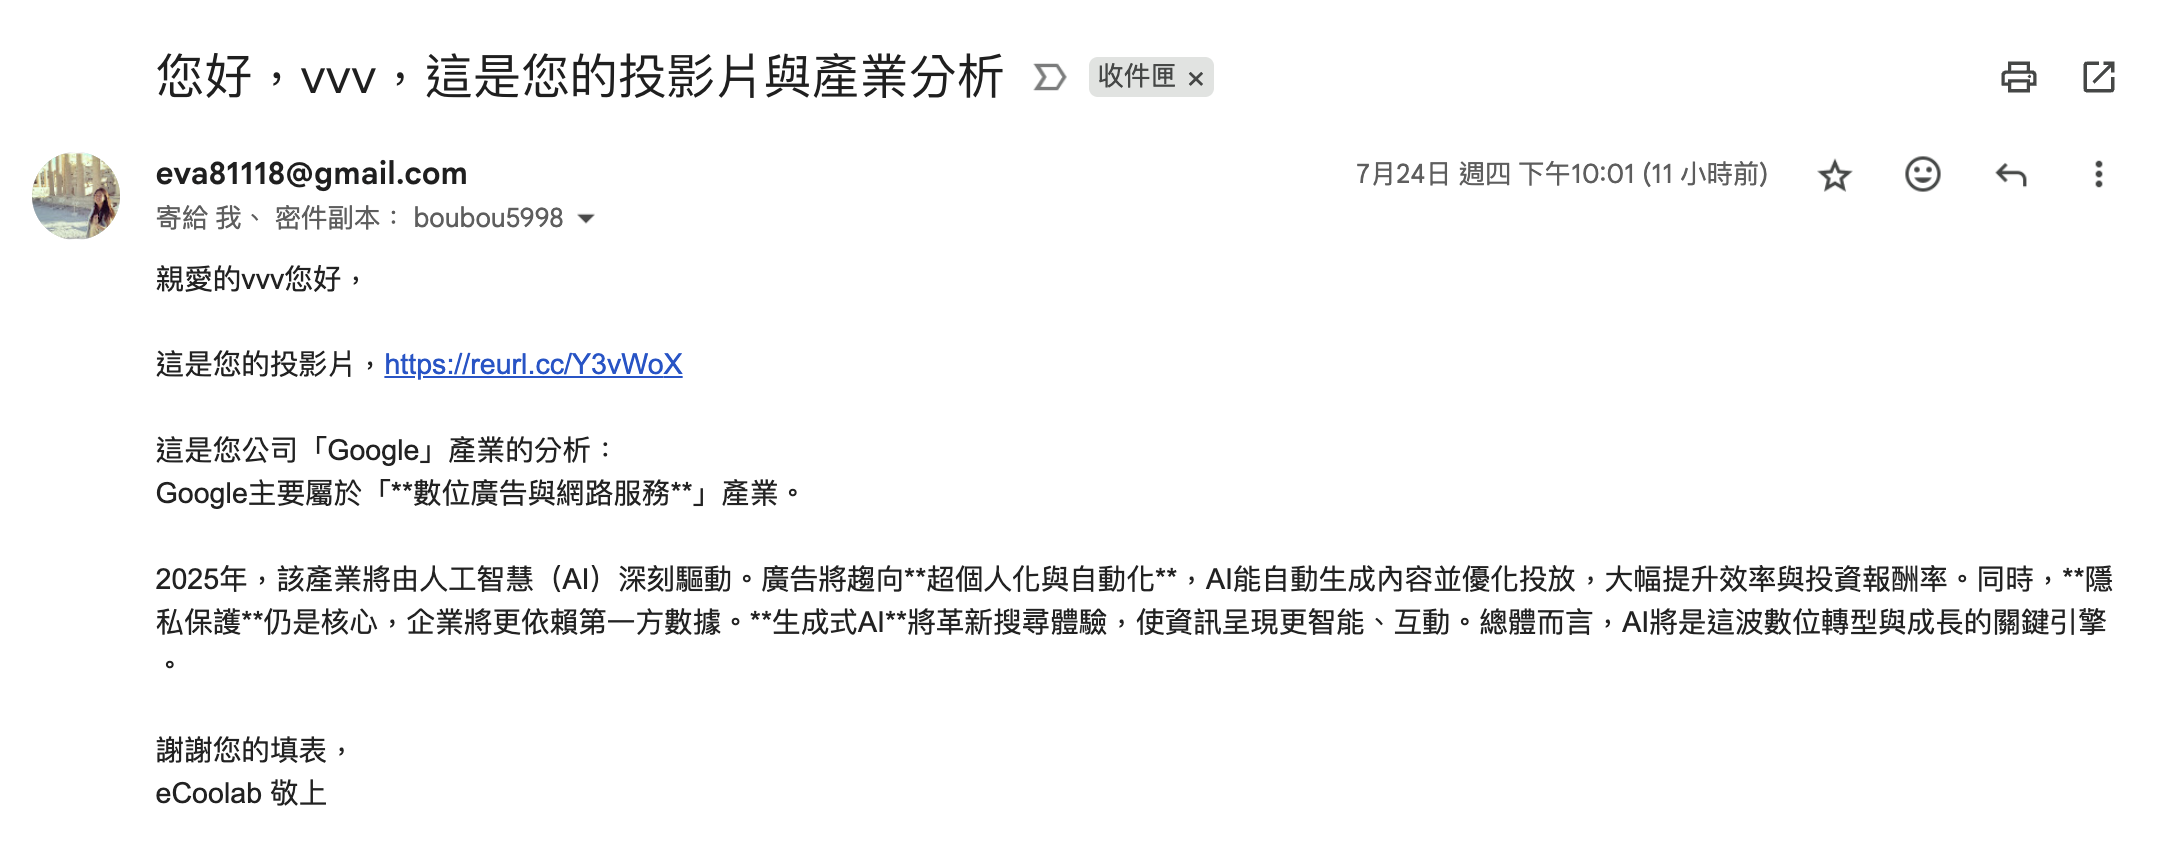 您好，vvv，這是您的投影片與產業分析 收件匣 ×
eva81118@gmail.com 7月24日 週四 下午10:01 (11 小時前)
寄給 我、 密件副本： boubou5998
親愛的vvv您好，
這是您的投影片，https://reurl.cc/Y3vWoX
這是您公司「Google」產業的分析：
Google主要屬於「**數位廣告與網路服務**」產業。
2025年，該產業將由人工智慧（AI）深刻驅動。廣告將趨向**超個人化與自動化**，AI能自動生成內容並優化投放，大幅提升效率與投資報酬率。同時，**隱
私保護**仍是核心，企業將更依賴第一方數據。**生成式AI**將革新搜尋體驗，使資訊呈現更智能、互動。總體而言，AI將是這波數位轉型與成長的關鍵引擎
。
謝謝您的填表，
eCoolab 敬上